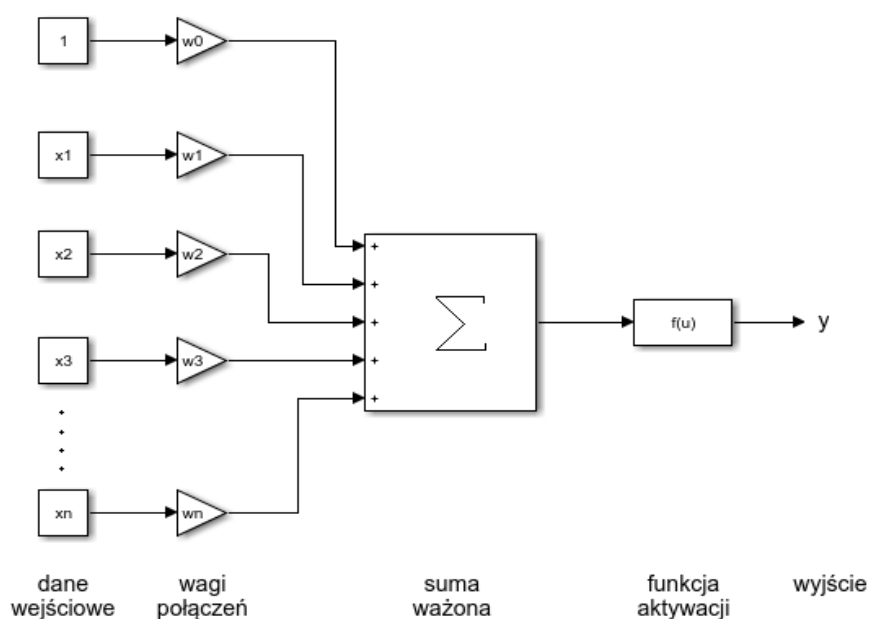 1 w0
x1 w1
x2 w2
x3 w3
xn wn
+
+
+
+
+
Σ
f(u)
y
dane wejściowe
wagi połączeń
suma ważona
funkcja aktywacji
wyjście